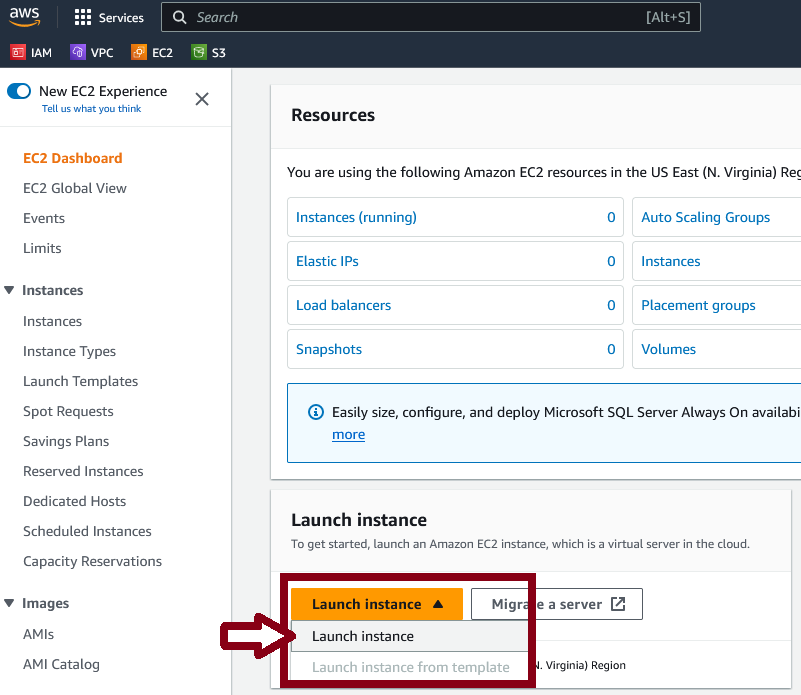 aws
Services
Search
[Alt+S]
IAM
VPC
EC2
S3
New EC2 Experience
Tell us what you think
EC2 Dashboard
EC2 Global View
Events
Limits
Instances
Instances
Instance Types
Launch Templates
Spot Requests
Savings Plans
Reserved Instances
Dedicated Hosts
Scheduled Instances
Capacity Reservations
Images
AMIs
AMI Catalog
Resources
You are using the following Amazon EC2 resources in the US East (N. Virginia) Reg
Instances (running) 0
Auto Scaling Groups
Elastic IPs 0
Instances
Load balancers 0
Placement groups
Snapshots 0
Volumes
Easily size, configure, and deploy Microsoft SQL Server Always On availabi
more
Launch instance
To get started, launch an Amazon EC2 instance, which is a virtual server in the cloud.
Launch instance
Migrate a server
Launch instance
Launch instance from template
N. Virginia) Region